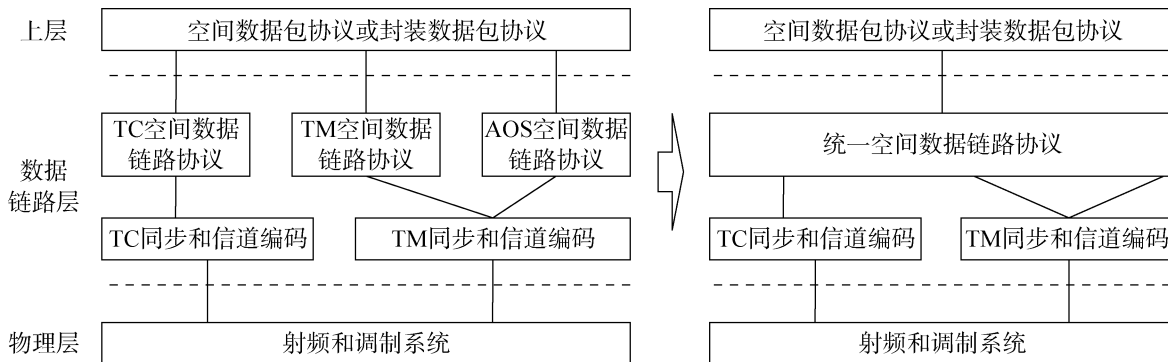 上层
空间数据包协议或封装数据包协议
空间数据包协议或封装数据包协议
数据
链路层
TC空间数据
链路协议
TM空间数据
链路协议
AOS空间数据
链路协议
统一空间数据链路协议
TC同步和信道编码
TM同步和信道编码
TC同步和信道编码
TM同步和信道编码
物理层
射频和调制系统
射频和调制系统